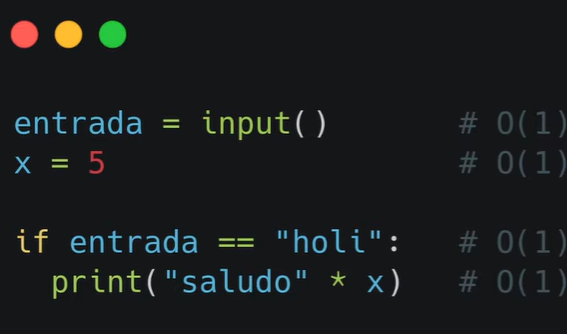 entrada = input() # O(1)
x = 5 # O(1)
if entrada == "holi": # O(1)
print("saludo" * x) # O(1)